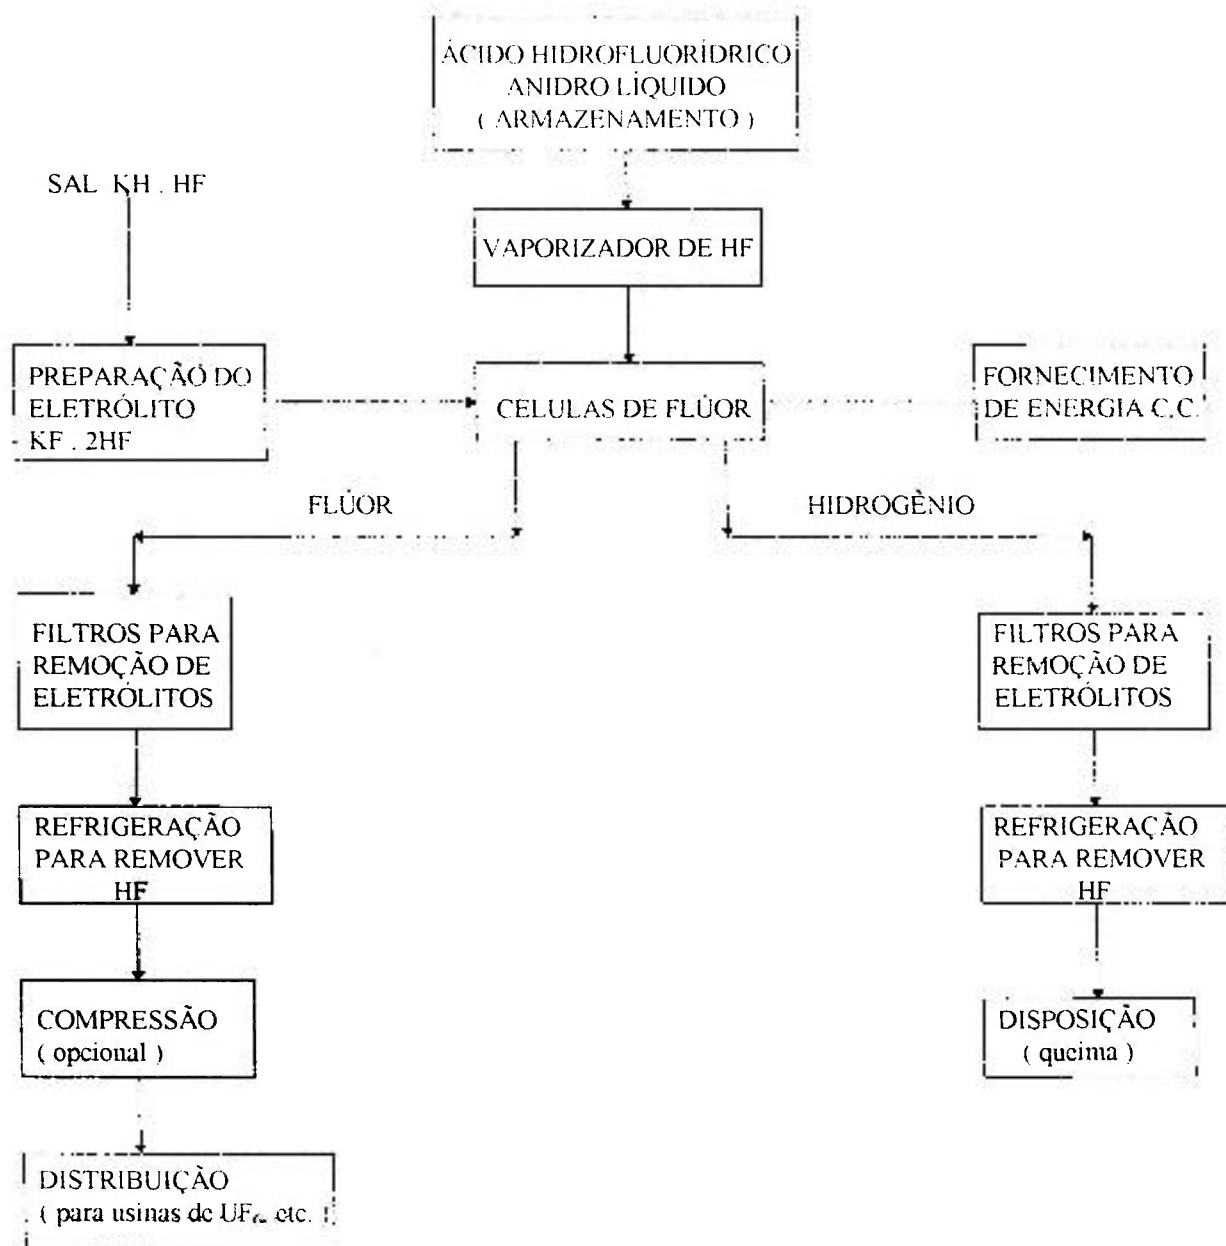 ÁCIDO HIDROFLUORÍDRICO
ANIDRO LÍQUIDO
( ARMAZENAMENTO )
SAL KH . HF
VAPORIZADOR DE HF
PREPARAÇÃO DO
ELETRÓLITO
KF . 2HF
CÉLULAS DE FLÚOR
FORNECIMENTO
DE ENERGIA C.C.
FLÚOR
HIDROGÊNIO
FILTROS PARA
REMOÇÃO DE
ELETRÓLITOS
FILTROS PARA
REMOÇÃO DE
ELETRÓLITOS
REFRIGERAÇÃO
PARA REMOVER
HF
REFRIGERAÇÃO
PARA REMOVER
HF
COMPRESSÃO
( opcional )
DISPOSIÇÃO
( queima )
DISTRIBUIÇÃO
( para usinas de UF₆, etc. )